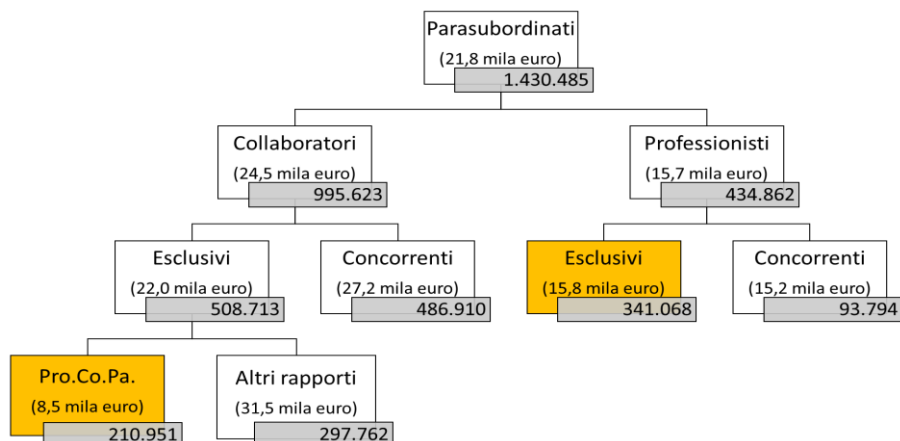 Parasubordinati
(21,8 mila euro)
1.430.485
Collaboratori
(24,5 mila euro)
995.623
Professionisti
(15,7 mila euro)
434.862
Esclusivi
(22,0 mila euro)
508.713
Concorrenti
(27,2 mila euro)
486.910
Esclusivi
(15,8 mila euro)
341.068
Concorrenti
(15,2 mila euro)
93.794
Pro.Co.Pa.
(8,5 mila euro)
210.951
Altri rapporti
(31,5 mila euro)
297.762